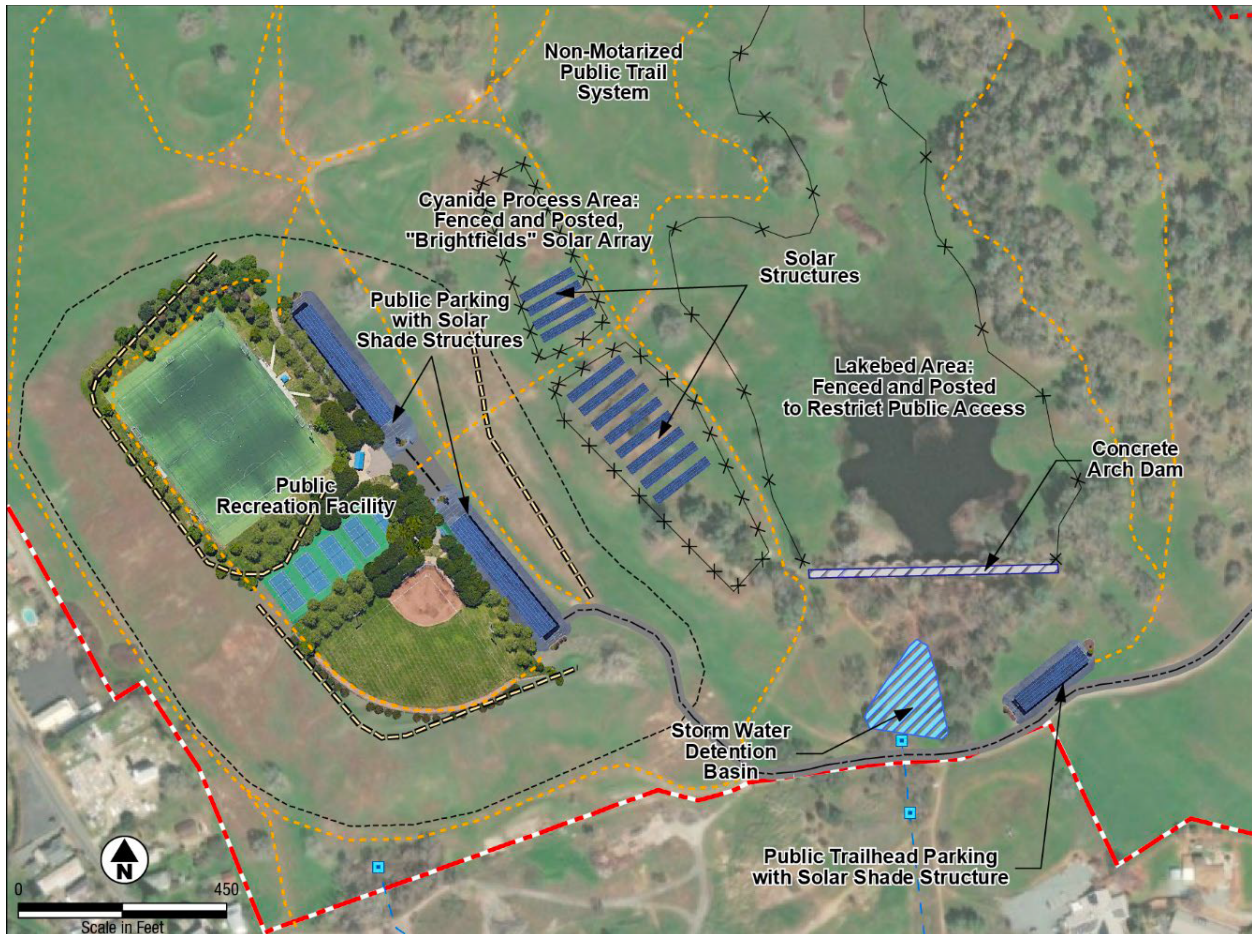 Non-Motarized
Public Trail
System
Cyanide Process Area:
Fenced and Posted,
"Brightfields" Solar Array
Solar
Structures
Public Parking
with Solar
Shade Structures
Lakebed Area:
Fenced and Posted
to Restrict Public Access
Concrete
Arch Dam
Public
Recreation Facility
Storm Water
Detention
Basin
Public Trailhead Parking
with Solar Shade Structure
N
0 450
Scale in Feet